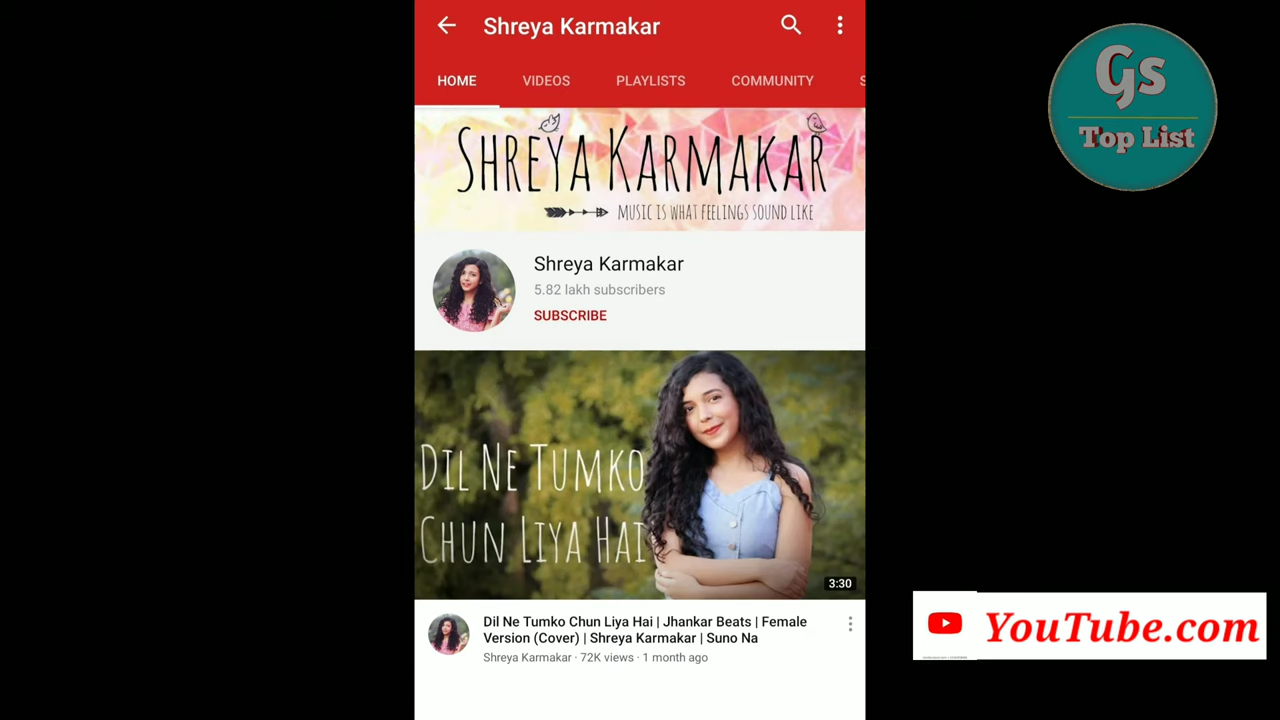 Shreya Karmakar
HOME VIDEOS PLAYLISTS COMMUNITY
SHREYA KARMAKAR
MUSIC IS WHAT FEELINGS SOUND LIKE
Shreya Karmakar
5.82 lakh subscribers
SUBSCRIBE
DIL NE TUMKO
CHUN LIYA HAI
3:30
Dil Ne Tumko Chun Liya Hai | Jhankar Beats | Female
Version (Cover) | Shreya Karmakar | Suno Na
Shreya Karmakar · 72K views · 1 month ago
Gs
Top List
YouTube.com